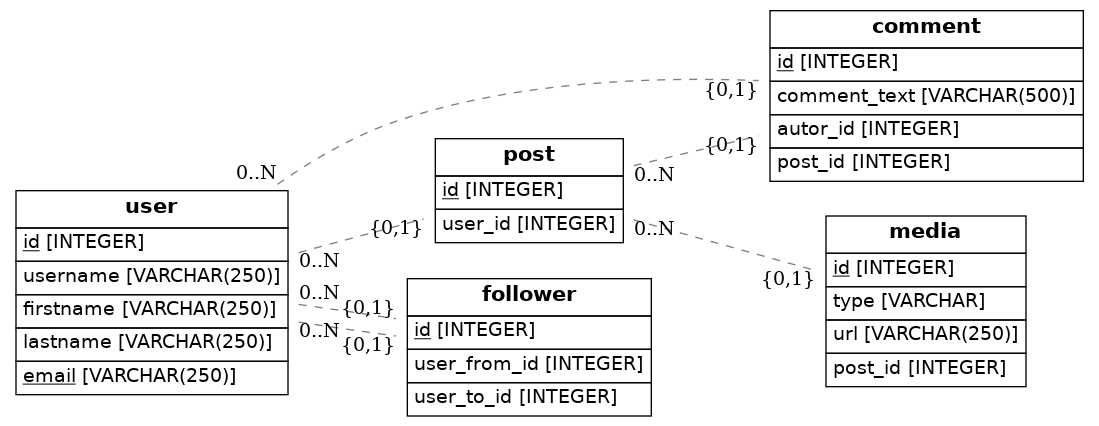 comment
id [INTEGER]
comment_text [VARCHAR(500)]
autor_id [INTEGER]
post_id [INTEGER]
{0,1}
{0,1}
0..N
post
id [INTEGER]
user_id [INTEGER]
0..N
0..N
user
id [INTEGER]
username [VARCHAR(250)]
firstname [VARCHAR(250)]
lastname [VARCHAR(250)]
email [VARCHAR(250)]
{0,1}
0..N
0..N
{0,1}
0..N
{0,1}
follower
id [INTEGER]
user_from_id [INTEGER]
user_to_id [INTEGER]
{0,1}
media
id [INTEGER]
type [VARCHAR]
url [VARCHAR(250)]
post_id [INTEGER]